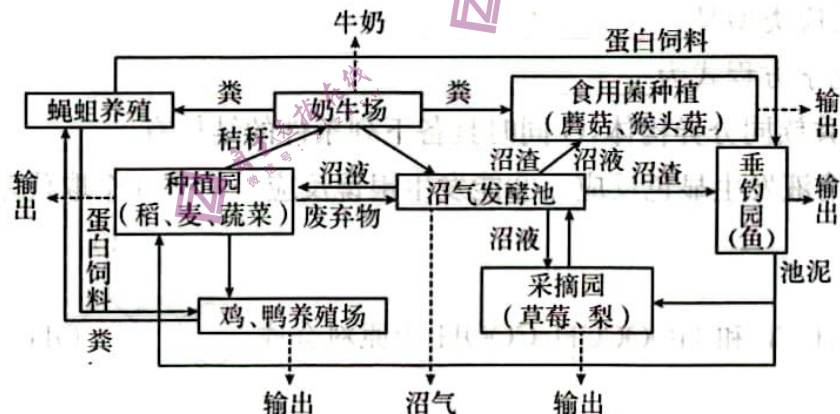 牛奶
蛋白饲料
蝇蛆养殖
粪
奶牛场
粪
食用菌种植
（蘑菇、猴头菇）
输出
秸秆
沼渣
沼液
种植园
（稻、麦、蔬菜）
输出
沼液
废弃物
沼气发酵池
沼渣
垂钓园（鱼）
输出
蛋白饲料
沼液
池泥
鸡、鸭养殖场
采摘园
（草莓、梨）
粪
输出
沼气
输出